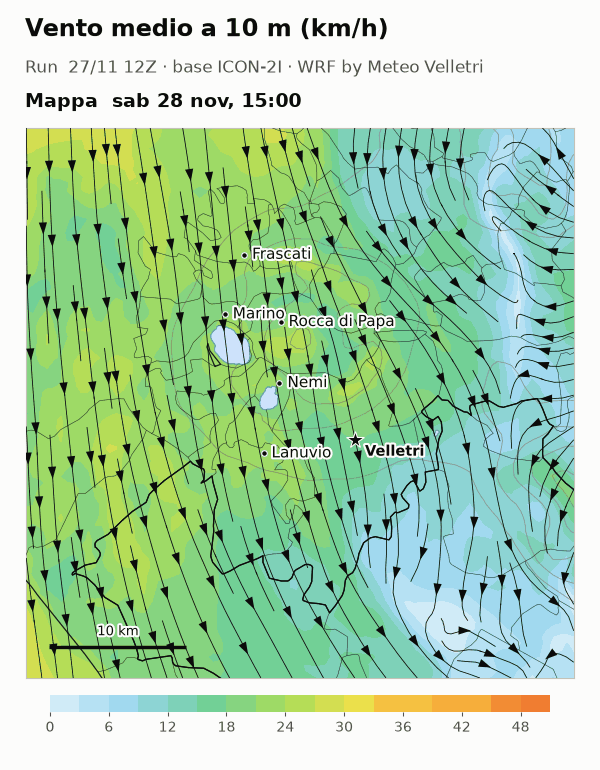 Vento medio a 10 m (km/h)
Run  27/11 12Z · base ICON-2I · WRF by Meteo Velletri
Mappa  sab 28 nov, 15:00
Frascati
Marino
Rocca di Papa
Nemi
Velletri
Lanuvio
10 km
0 6 12 18 24 30 36 42 48